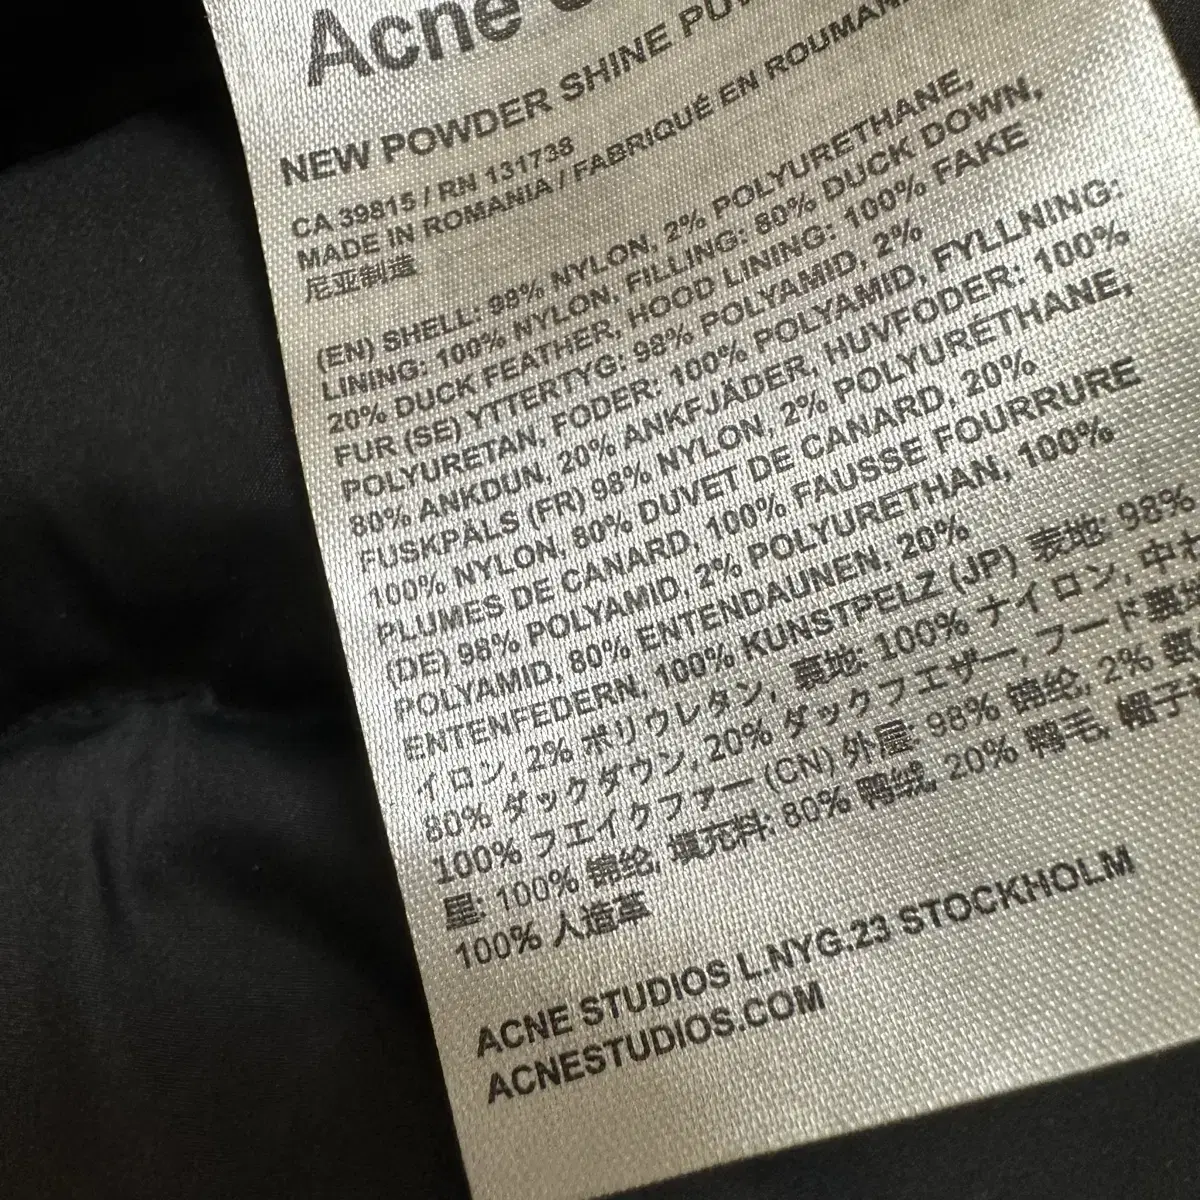 Acne
NEW POWDER SHINE
CA 39815 / RN 131738
MADE IN ROMANIA / FABRIQUÉ EN ROUMAN
尼亚制造
(EN) SHELL: 98% NYLON, 2% POLYURETHANE,
LINING: 100% NYLON, FILLING: 80% DUCK DOWN,
20% DUCK FEATHER, HOOD LINING: 100% FAKE
FUR (SE) YTTERTYG: 98% POLYAMID, 2%
POLYURETAN, FODER: 100% POLYAMID, FYLLNING:
80% ANKDUN, 20% ANKFJÄDER, HUVFODER: 100%
FUSKPÄLS (FR) 98% NYLON, 2% POLYURETHANE,
100% NYLON, 80% DUVET DE CANARD, 20%
PLUMES DE CANARD, 100% FAUSSE FOURRURE
(DE) 98% POLYAMID, 2% POLYURETHAN, 100%
POLYAMID, 80% ENTENDAUNEN, 20%
ENTENFEDERN, 100% KUNSTPELZ (JP) 表地: 98% ナ
イロン, 2% ポリウレタン, 裏地: 100% ナイロン, 中わ
80% ダックダウン, 20% ダックフエザー, フード裏地
100% フエイクファー (CN) 外层: 98% 锦纶, 2%
里: 100% 锦纶, 填充料: 80% 鸭绒, 20% 鸭毛, 帽子
100% 人造革
ACNE STUDIOS L.NYG.23 STOCKHOLM
ACNESTUDIOS.COM